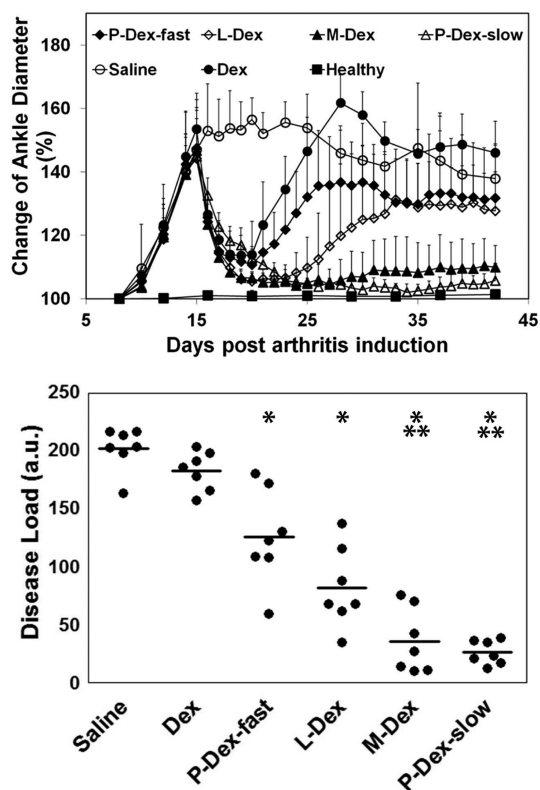 P-Dex-fast L-Dex M-Dex P-Dex-slow
Saline Dex Healthy
Change of Ankle Diameter
(%)
180
160
140
120
100
5 15 25 35 45
Days post arthritis induction
Disease Load (a.u.)
250
200
150
100
50
0
* * * *
** **
Saline Dex P-Dex-fast L-Dex M-Dex P-Dex-slow